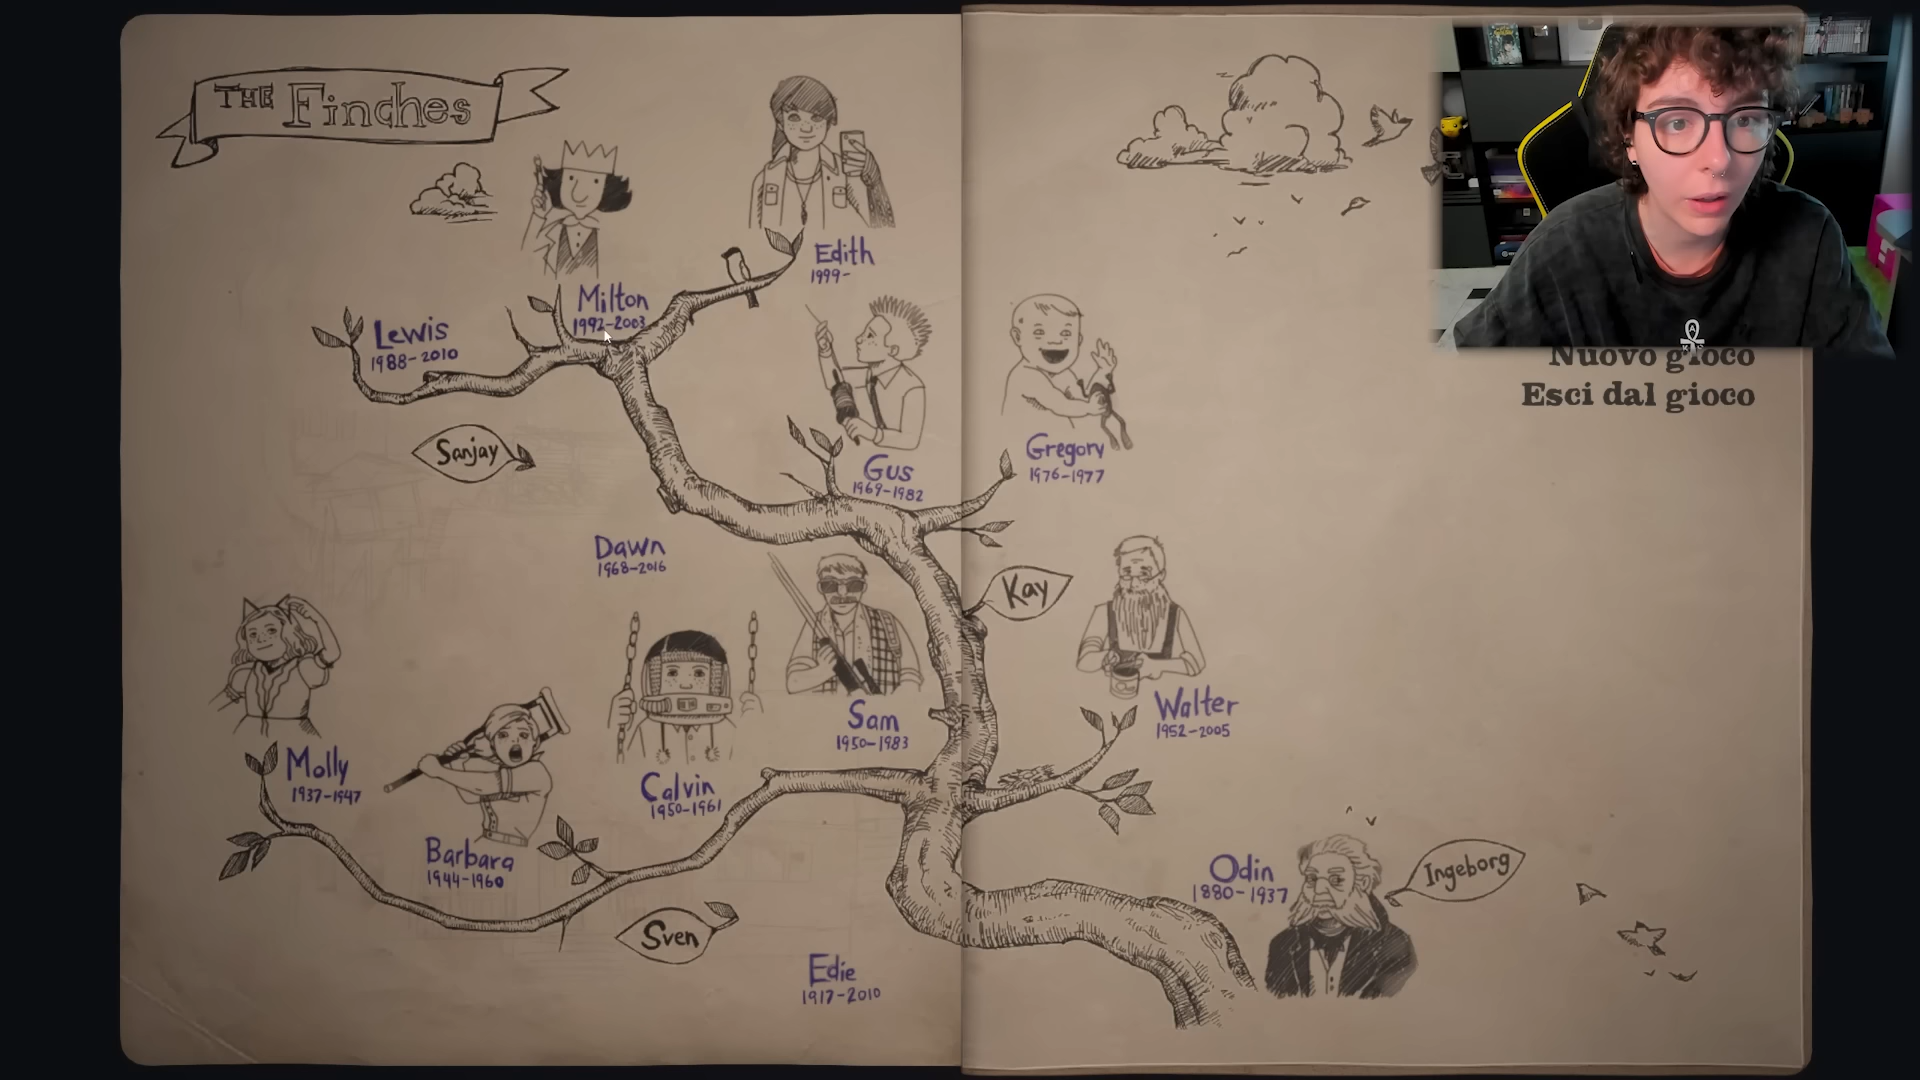 THE Finches
Edith
1999-
Milton
1992-2003
Lewis
1988-2010
Nuovo gioco
Esci dal gioco
Sanjay
Gus
1969-1982
Gregory
1976-1977
Dawn
1968-2016
Kay
Sam
1950-1983
Walter
1952-2005
Molly
1937-1947
Calvin
1950-1961
Barbara
1944-1960
Odin
1880-1937
Ingeborg
Sven
Edie
1917-2010